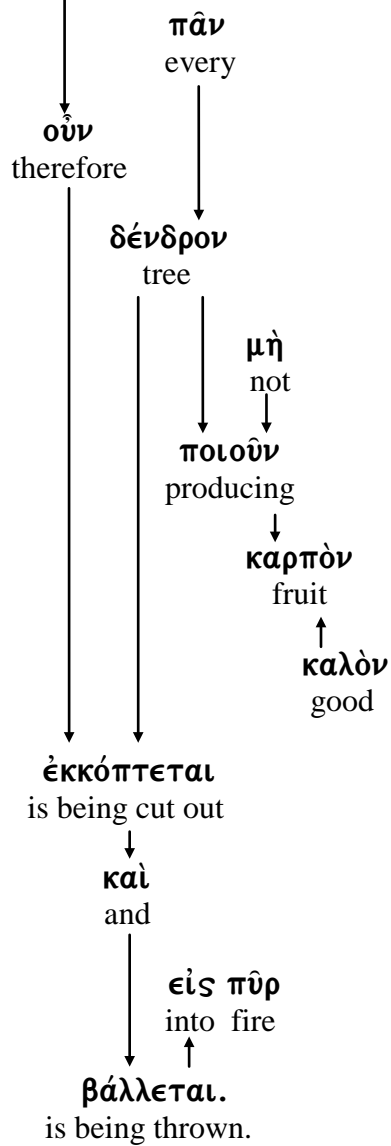 πᾶν
every
οὖν
therefore
δένδρον
tree
μὴ
not
ποιοῦν
producing
καρπὸν
fruit
καλὸν
good
ἐκκόπτεται
is being cut out
καὶ
and
εἰς πῦρ
into fire
βάλλεται.
is being thrown.